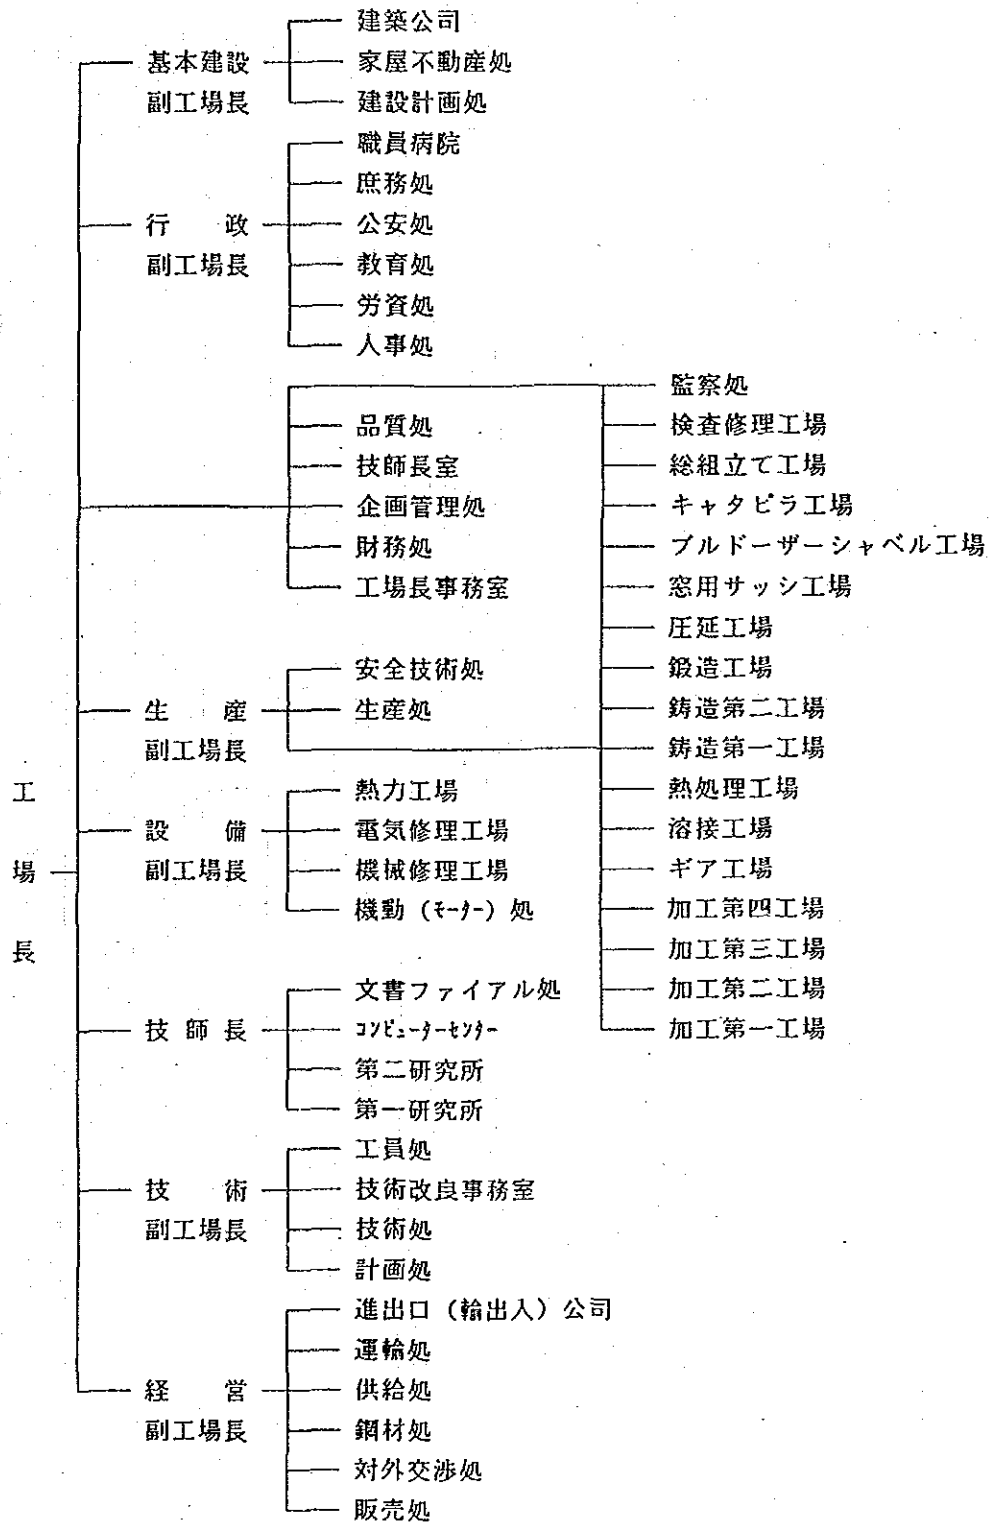 建築公司
基本建設 家屋不動産処
副工場長 建設計画処
職員病院
庶務処
行政 公安処
副工場長 教育処
労資処
人事処
監察処
品質処 検査修理工場
技師長室 総組立て工場
企画管理処 キャタピラ工場
財務処 ブルドーザーシャベル工場
工場長事務室 窓用サッシ工場
圧延工場
安全技術処 鍛造工場
生産 生産処 鋳造第二工場
副工場長 鋳造第一工場
工場長
熱力工場 熱処理工場
設備 電気修理工場 溶接工場
副工場長 機械修理工場 ギア工場
機動（モーター）処 加工第四工場
加工第三工場
文書ファイアル処 加工第二工場
技師長 コンピューターセンター 加工第一工場
第二研究所
第一研究所
工員処
技術 技術改良事務室
副工場長 技術処
計画処
進出口（輸出入）公司
運輸処
経営 供給処
副工場長 鋼材処
対外交渉処
販売処